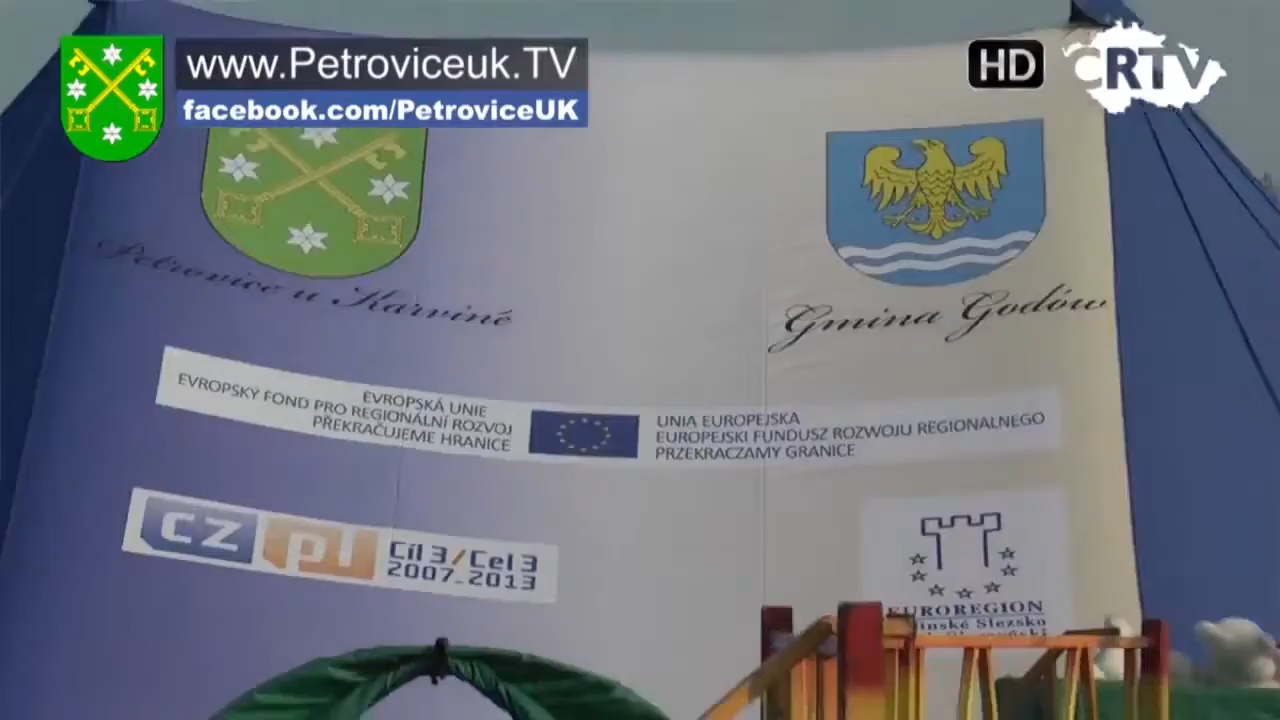 www.Petroviceuk.TV
facebook.com/PetroviceUK
HD
CRTV
Petrovice u Karviné
Gmina Godów
EVROPSKÁ UNIE
EVROPSKÝ FOND PRO REGIONÁLNÍ ROZVOJ
PŘEKRAČUJEME HRANICE
UNIA EUROPEJSKA
EUROPEJSKI FUNDUSZ ROZWOJU REGIONALNEGO
PRZEKRACZAMY GRANICE
cz pl
Cíl 3/Cel 3
2007-2013
EUROREGION
Slezsko